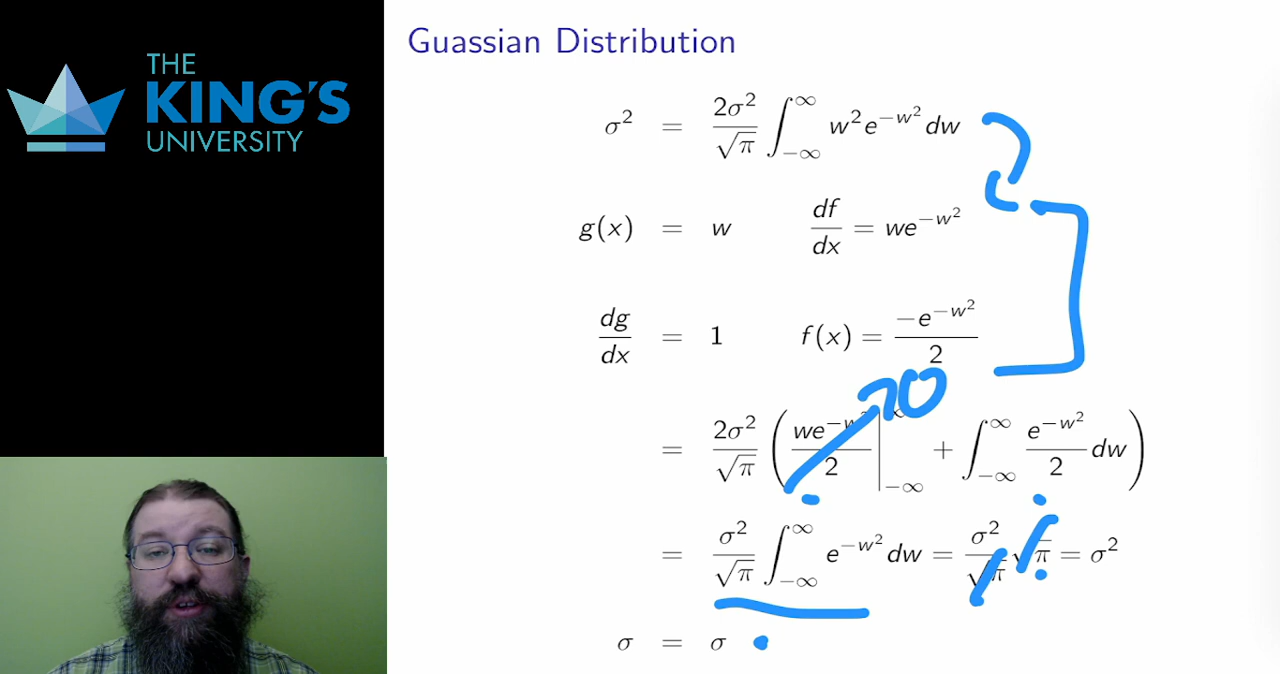 THE
KING'S
UNIVERSITY
Guassian Distribution
σ² = 2σ²/√π ∫_{-∞}^{∞} w²e^{-w²} dw
g(x) = w df/dx = we^{-w²}
dg/dx = 1 f(x) = -e^{-w²}/2
0
= 2σ²/√π ( we^{-w²}/2 |_{-∞}^{∞} + ∫_{-∞}^{∞} e^{-w²}/2 dw )
= σ²/√π ∫_{-∞}^{∞} e^{-w²} dw = σ²/√π √π = σ²
σ = σ